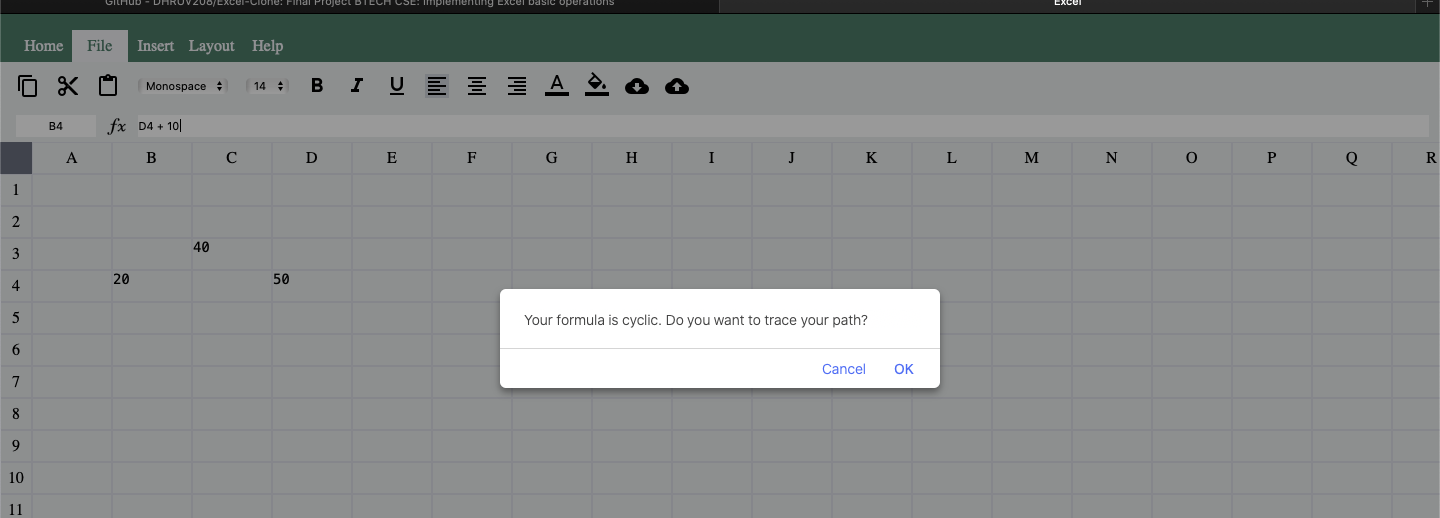 GitHub - DHRUV208/Excel-Clone: Final Project BTECH CSE: Implementing Excel basic operations
Excel
Home File Insert Layout Help
Monospace 14 B I U A
B4 fx D4 + 10
A B C D E F G H I J K L M N O P Q R
1
2
3 40
4 20 50
Your formula is cyclic. Do you want to trace your path?
Cancel OK
5
6
7
8
9
10
11